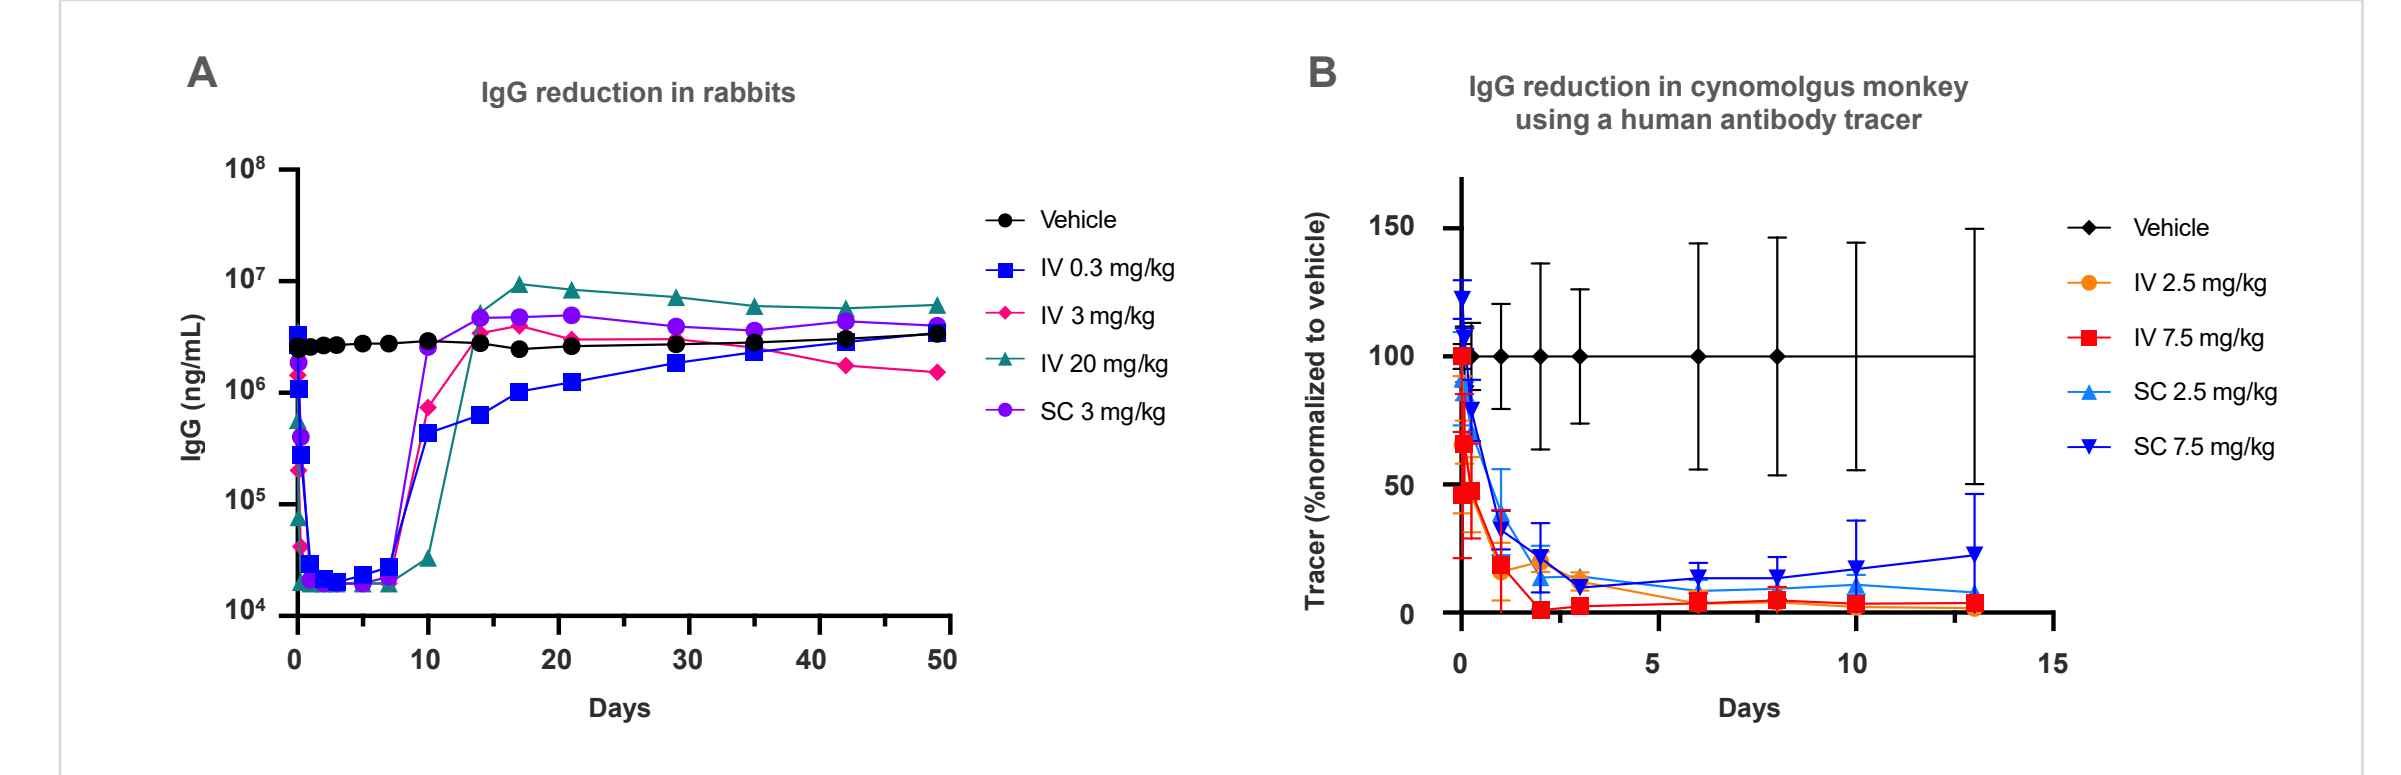 A
IgG reduction in rabbits
10⁸
10⁷
10⁶
10⁵
10⁴
IgG (ng/mL)
0 10 20 30 40 50
Days
Vehicle
IV 0.3 mg/kg
IV 3 mg/kg
IV 20 mg/kg
SC 3 mg/kg
B
IgG reduction in cynomolgus monkey
using a human antibody tracer
150
100
50
0
Tracer (%normalized to vehicle)
0 5 10 15
Days
Vehicle
IV 2.5 mg/kg
IV 7.5 mg/kg
SC 2.5 mg/kg
SC 7.5 mg/kg